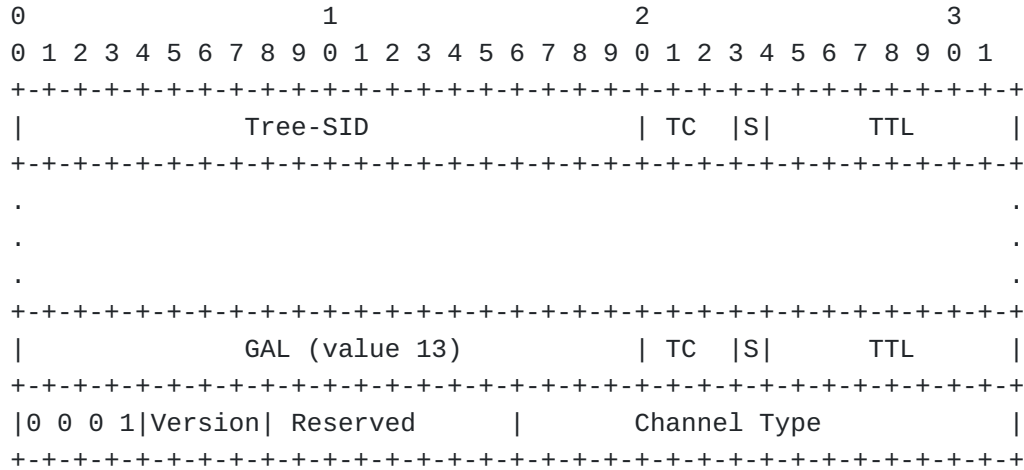 0                   1                   2                   3
0 1 2 3 4 5 6 7 8 9 0 1 2 3 4 5 6 7 8 9 0 1 2 3 4 5 6 7 8 9 0 1
+-+-+-+-+-+-+-+-+-+-+-+-+-+-+-+-+-+-+-+-+-+-+-+-+-+-+-+-+-+-+-+-+
|              Tree-SID                 | TC  |S|      TTL      |
+-+-+-+-+-+-+-+-+-+-+-+-+-+-+-+-+-+-+-+-+-+-+-+-+-+-+-+-+-+-+-+-+
.                                                               .
.                                                               .
.                                                               .
+-+-+-+-+-+-+-+-+-+-+-+-+-+-+-+-+-+-+-+-+-+-+-+-+-+-+-+-+-+-+-+-+
|              GAL (value 13)           | TC  |S|      TTL      |
+-+-+-+-+-+-+-+-+-+-+-+-+-+-+-+-+-+-+-+-+-+-+-+-+-+-+-+-+-+-+-+-+
|0 0 0 1|Version| Reserved      |       Channel Type            |
+-+-+-+-+-+-+-+-+-+-+-+-+-+-+-+-+-+-+-+-+-+-+-+-+-+-+-+-+-+-+-+-+